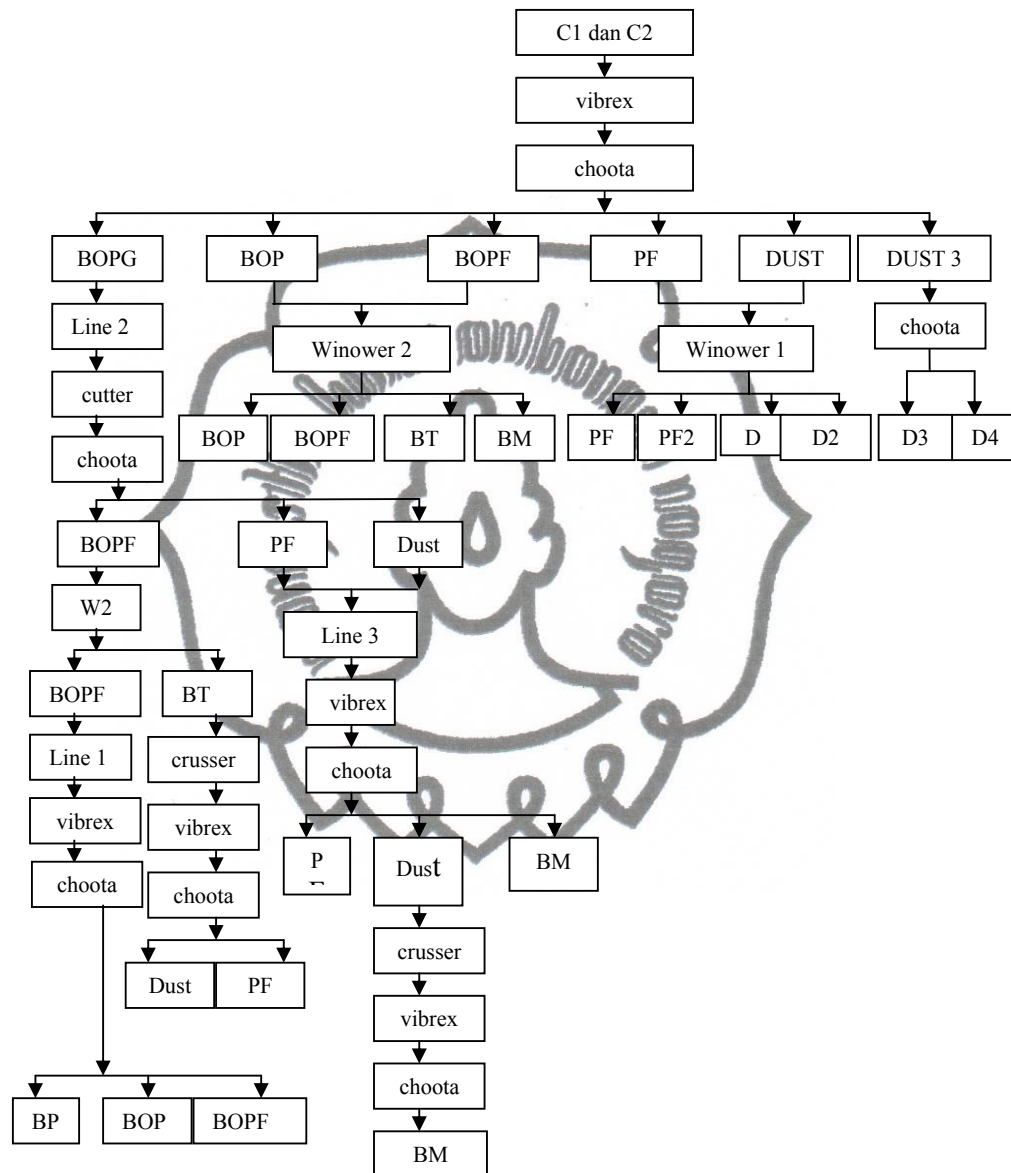 C1 dan C2
vibrex
choota
BOPG
BOP
BOPF
PF
DUST
DUST 3
Line 2
choota
Winower 2
Winower 1
cutter
BOP
BOPF
BT
BM
PF
PF2
D
D2
D3
D4
choota
BOPF
PF
Dust
W2
Line 3
BOPF
BT
vibrex
Line 1
crusser
choota
vibrex
vibrex
P
Dust
BM
choota
choota
crusser
Dust
PF
vibrex
choota
BP
BOP
BOPF
BM